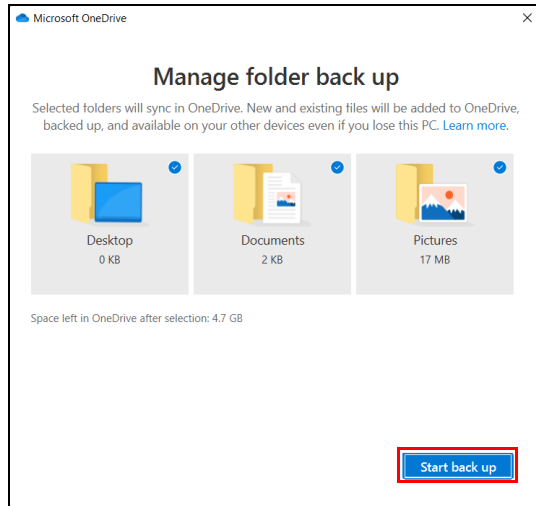 Microsoft OneDrive
Manage folder back up
Selected folders will sync in OneDrive. New and existing files will be added to OneDrive,
backed up, and available on your other devices even if you lose this PC. Learn more.
Desktop
0 KB
Documents
2 KB
Pictures
17 MB
Space left in OneDrive after selection: 4.7 GB
Start back up